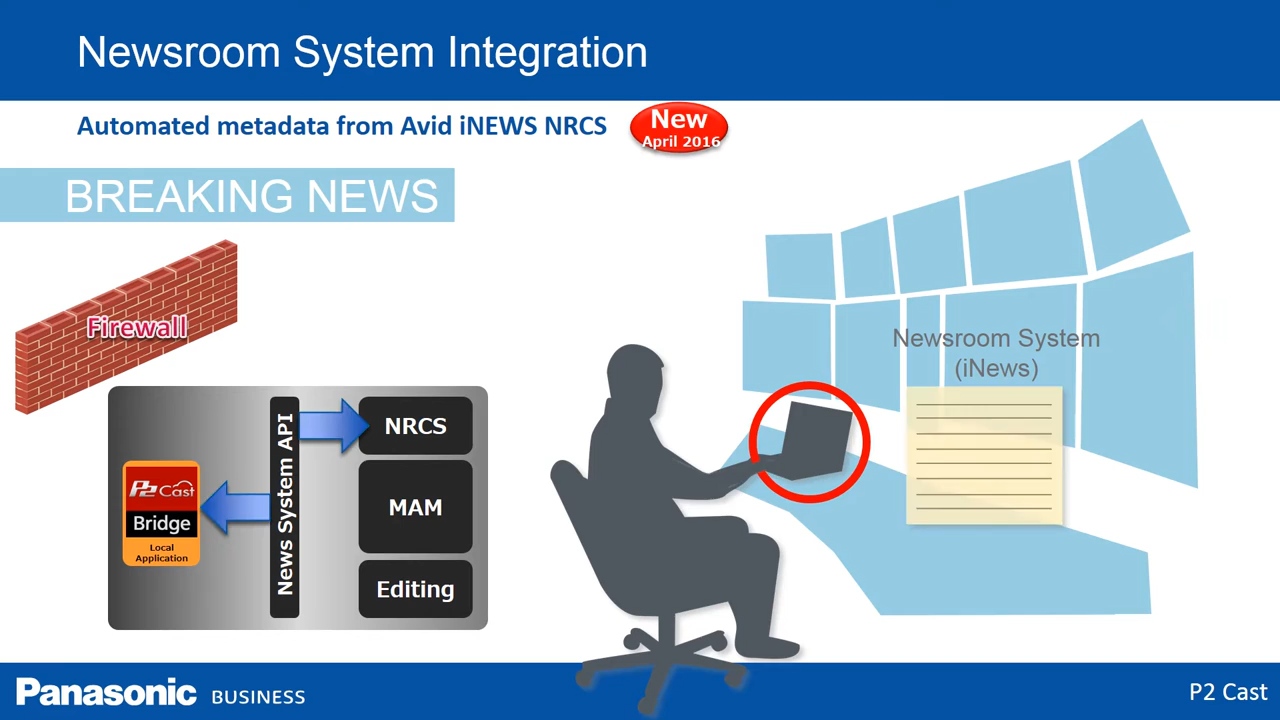 Newsroom System Integration
Automated metadata from Avid iNEWS NRCS
New
April 2016
BREAKING NEWS
Firewall
Newsroom System
(iNews)
News System API
NRCS
MAM
Editing
P2 Cast
Bridge
Local
Application
Panasonic BUSINESS
P2 Cast